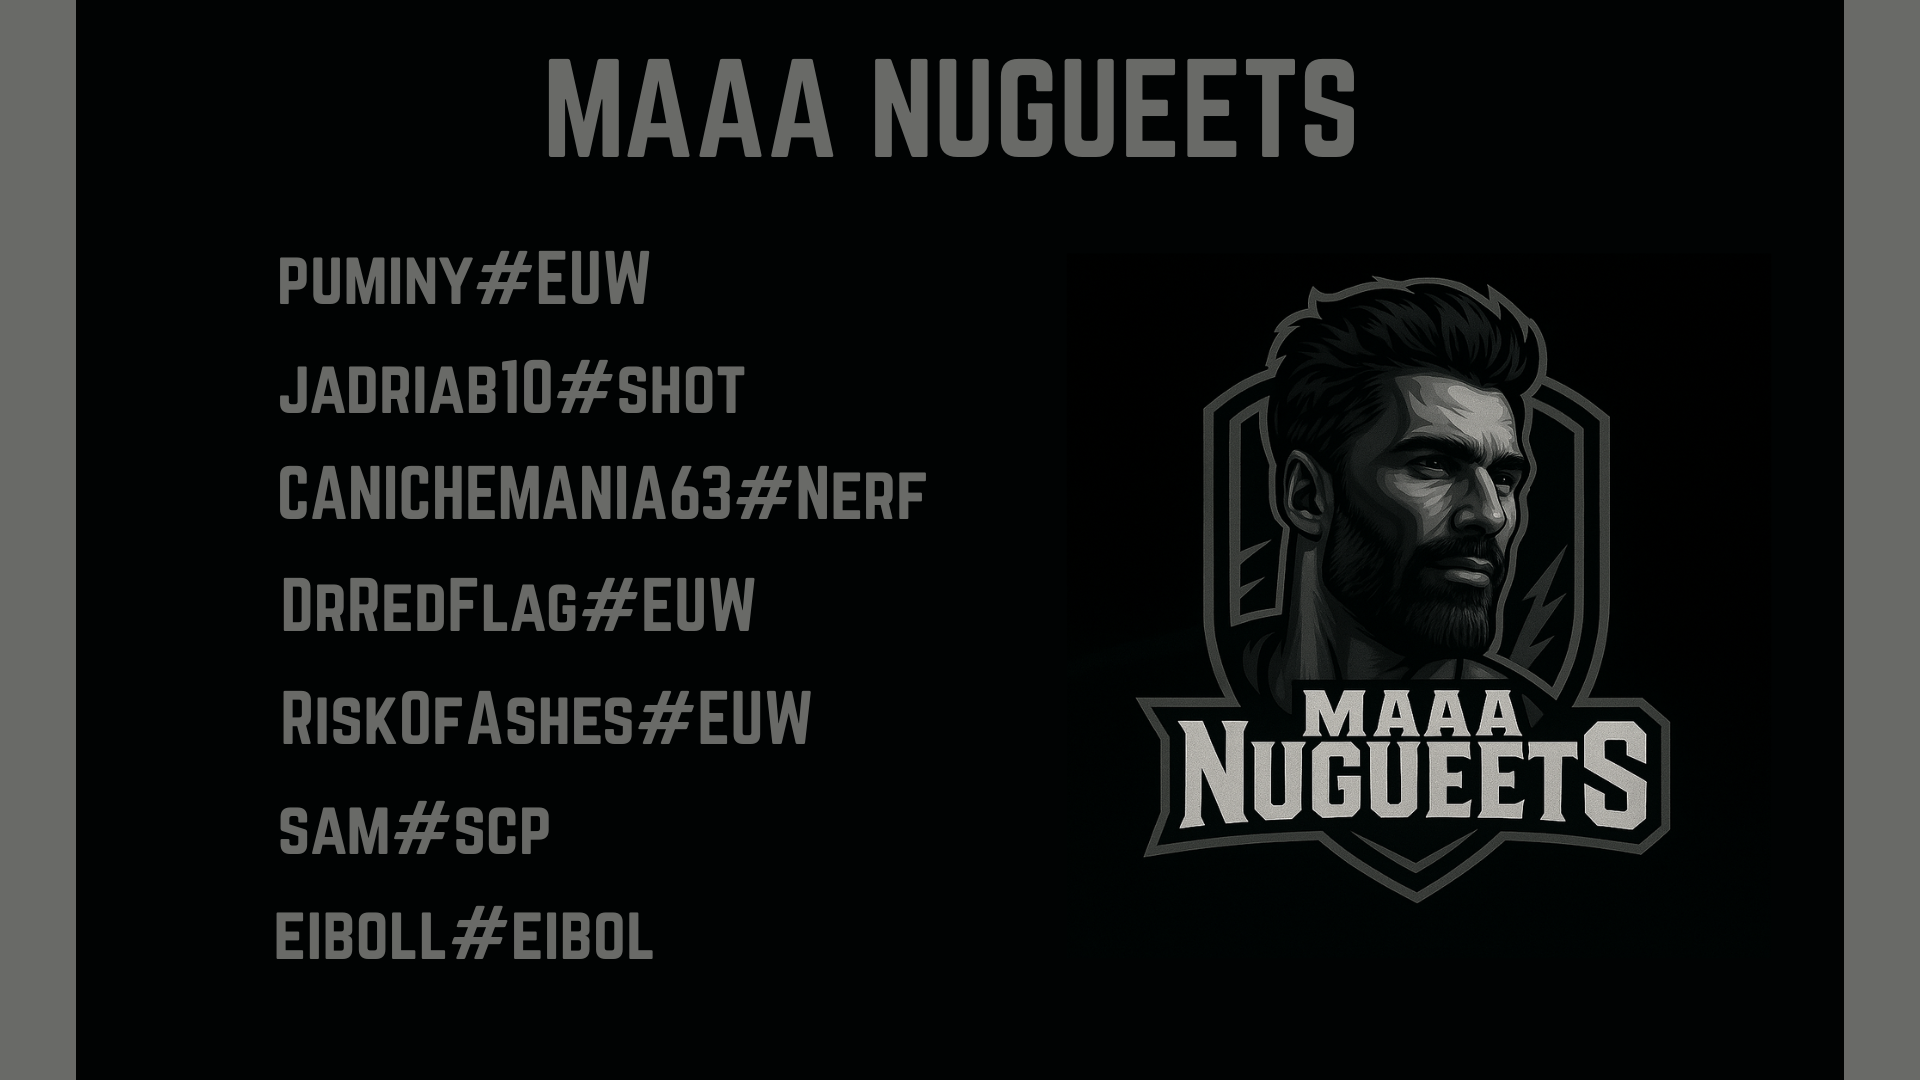 MAAA NUGUEETS
puminy#EUW
jadriab10#shot
CANICHEMANIA63#Nerf
DrRedFlag#EUW
RiskOfAshes#EUW
sam#scp
eiboll#eibol
MAAA
NUGUEETS